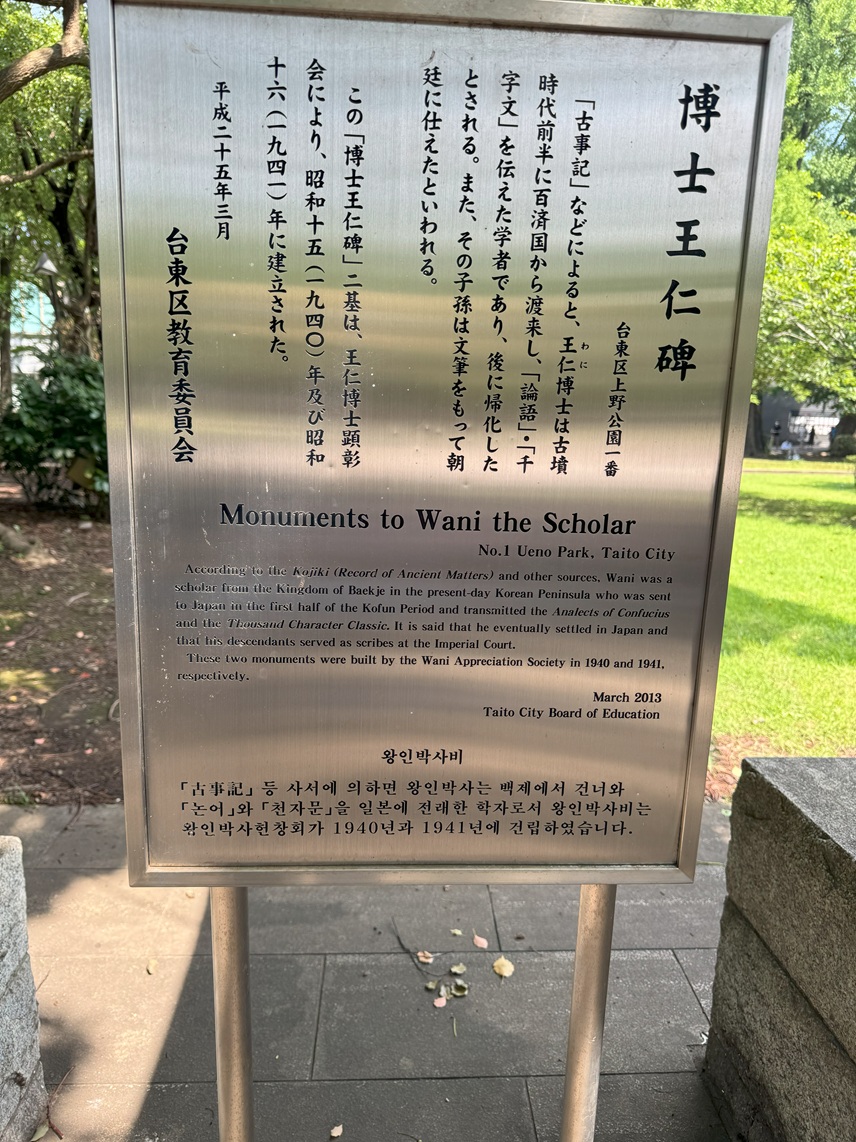 博士王仁碑
台東区上野公園一番
「古事記」などによると、王仁博士は古墳
わに
時代前半に百済国から渡来し、「論語」・「千
字文」を伝えた学者であり、後に帰化した
とされる。また、その子孫は文筆をもって朝
廷に仕えたといわれる。
この「博士王仁碑」二基は、王仁博士顕彰
会により、昭和十五(一九四〇)年及び昭和
十六(一九四一)年に建立された。
平成二十五年三月
台東区教育委員会
Monuments to Wani the Scholar
No.1 Ueno Park, Taito City
According to the Kojiki (Record of Ancient Matters) and other sources, Wani was a
scholar from the Kingdom of Baekje in the present-day Korean Peninsula who was sent
to Japan in the first half of the Kofun Period and transmitted the Analects of Confucius
and the Thousand Character Classic. It is said that he eventually settled in Japan and
that his descendants served as scribes at the Imperial Court.
These two monuments were built by the Wani Appreciation Society in 1940 and 1941,
respectively.
March 2013
Taito City Board of Education
왕인박사비
「古事記」 등 사서에 의하면 왕인박사는 백제에서 건너와
「논어」와 「천자문」을 일본에 전래한 학자로서 왕인박사비는
왕인박사현창회가 1940년과 1941년에 건립하였습니다.